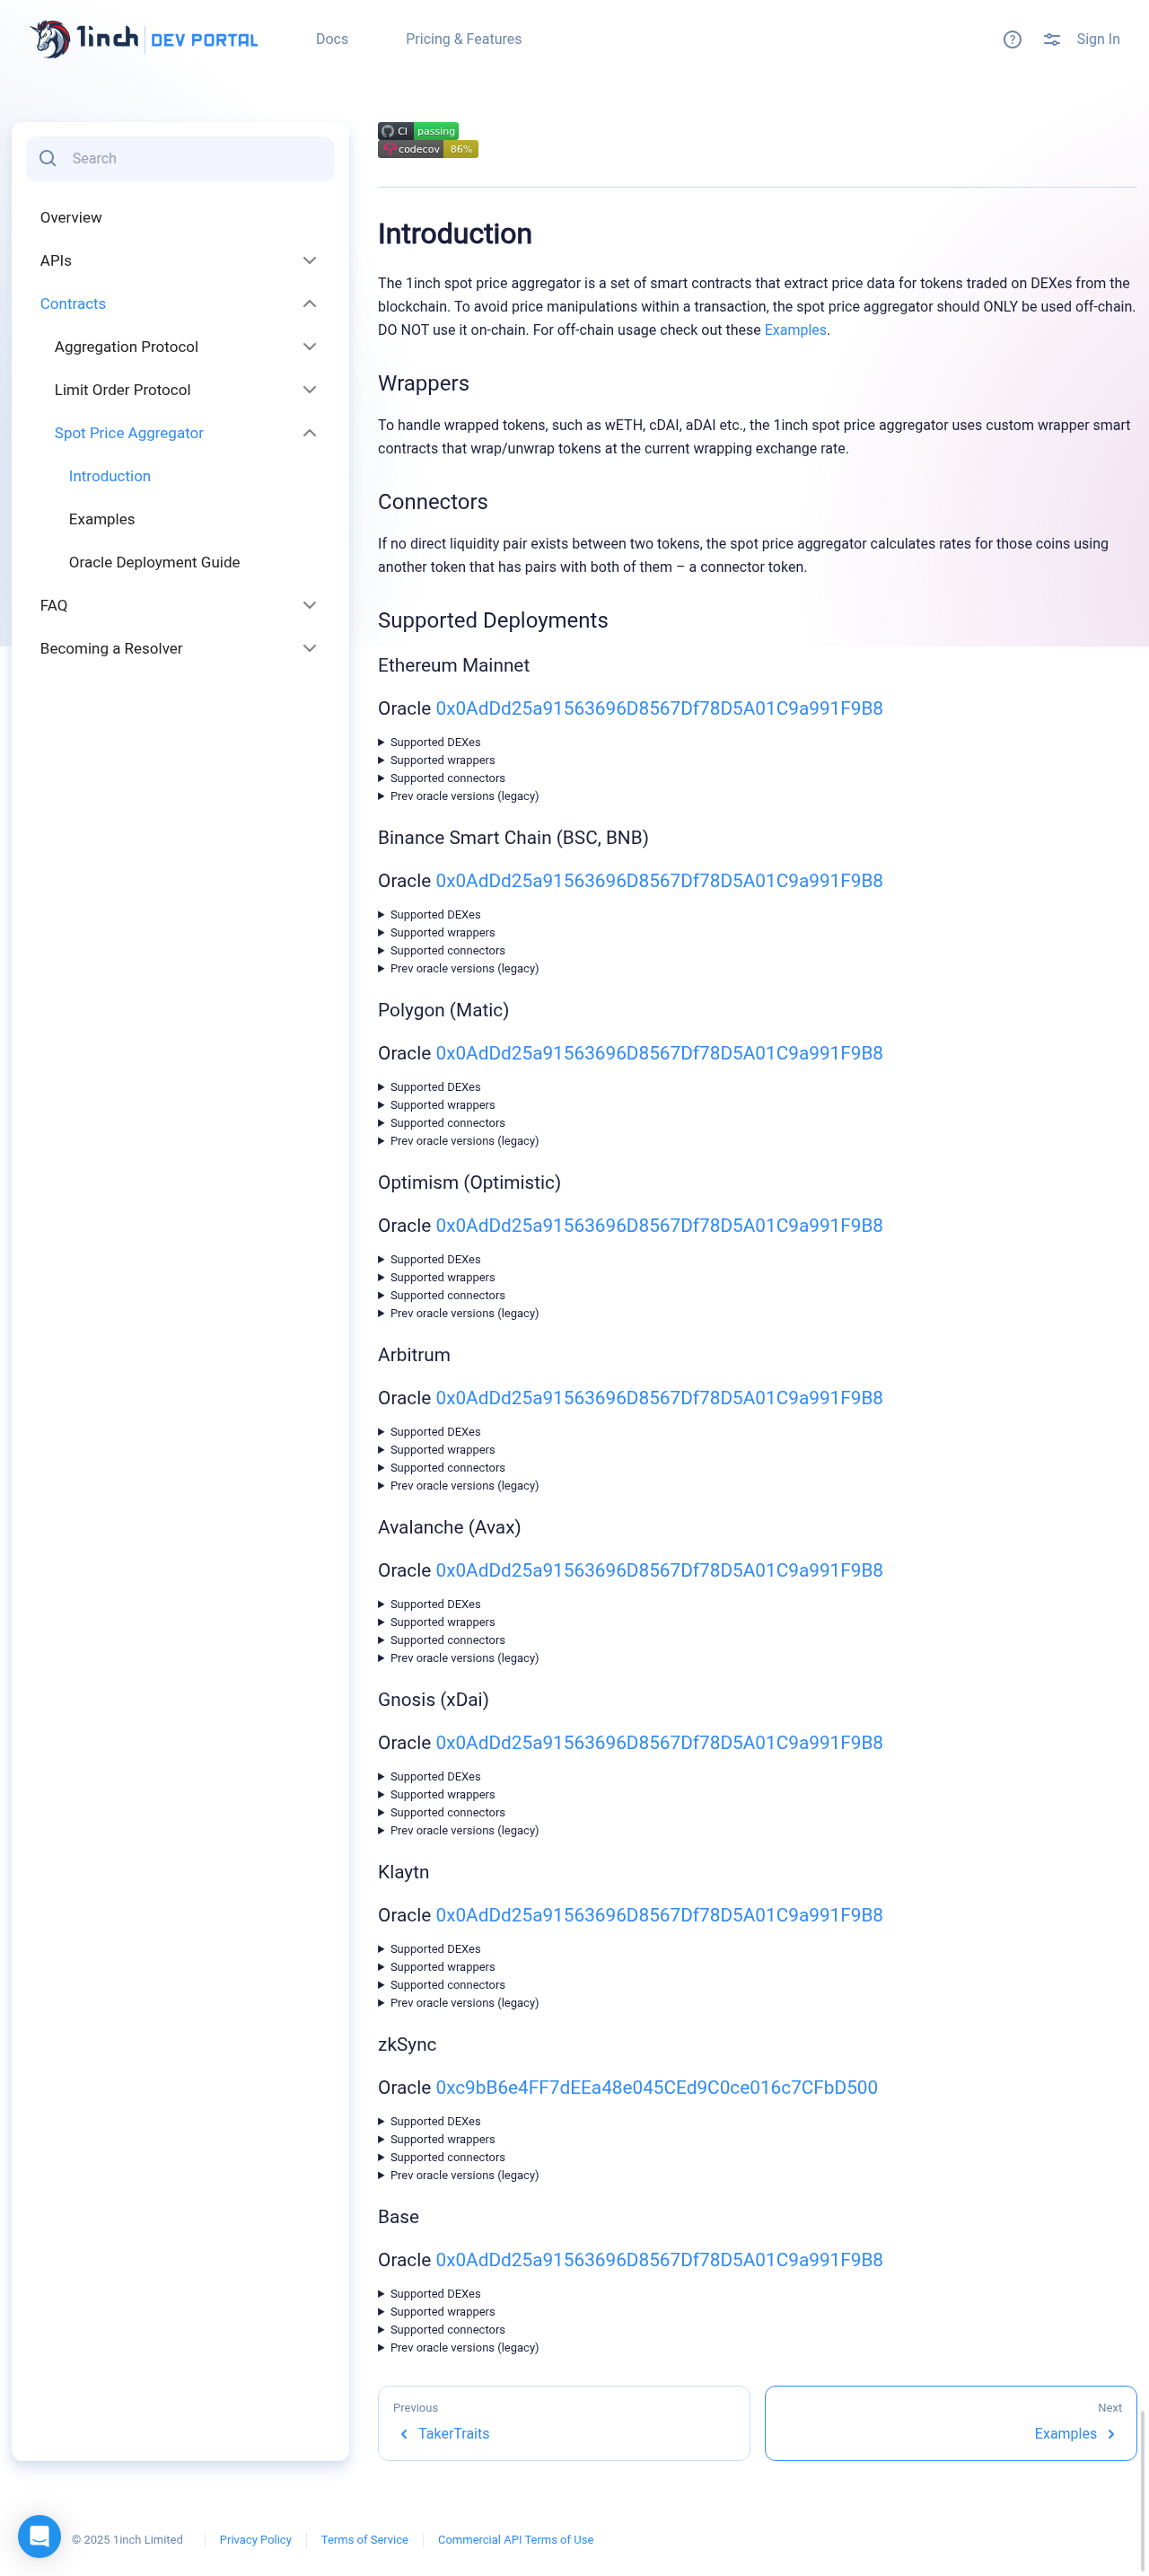 1inch DEV PORTAL
Docs
Pricing & Features
Sign In
Search
Overview
APIs
Contracts
Aggregation Protocol
Limit Order Protocol
Spot Price Aggregator
Introduction
Examples
Oracle Deployment Guide
FAQ
Becoming a Resolver
CI passing
codecov 86%
Introduction
The 1inch spot price aggregator is a set of smart contracts that extract price data for tokens traded on DEXes from the
blockchain. To avoid price manipulations within a transaction, the spot price aggregator should ONLY be used off-chain.
DO NOT use it on-chain. For off-chain usage check out these Examples.
Wrappers
To handle wrapped tokens, such as wETH, cDAI, aDAI etc., the 1inch spot price aggregator uses custom wrapper smart
contracts that wrap/unwrap tokens at the current wrapping exchange rate.
Connectors
If no direct liquidity pair exists between two tokens, the spot price aggregator calculates rates for those coins using
another token that has pairs with both of them – a connector token.
Supported Deployments
Ethereum Mainnet
Oracle 0x0AdDd25a91563696D8567Df78D5A01C9a991F9B8
Supported DEXes
Supported wrappers
Supported connectors
Prev oracle versions (legacy)
Binance Smart Chain (BSC, BNB)
Oracle 0x0AdDd25a91563696D8567Df78D5A01C9a991F9B8
Supported DEXes
Supported wrappers
Supported connectors
Prev oracle versions (legacy)
Polygon (Matic)
Oracle 0x0AdDd25a91563696D8567Df78D5A01C9a991F9B8
Supported DEXes
Supported wrappers
Supported connectors
Prev oracle versions (legacy)
Optimism (Optimistic)
Oracle 0x0AdDd25a91563696D8567Df78D5A01C9a991F9B8
Supported DEXes
Supported wrappers
Supported connectors
Prev oracle versions (legacy)
Arbitrum
Oracle 0x0AdDd25a91563696D8567Df78D5A01C9a991F9B8
Supported DEXes
Supported wrappers
Supported connectors
Prev oracle versions (legacy)
Avalanche (Avax)
Oracle 0x0AdDd25a91563696D8567Df78D5A01C9a991F9B8
Supported DEXes
Supported wrappers
Supported connectors
Prev oracle versions (legacy)
Gnosis (xDai)
Oracle 0x0AdDd25a91563696D8567Df78D5A01C9a991F9B8
Supported DEXes
Supported wrappers
Supported connectors
Prev oracle versions (legacy)
Klaytn
Oracle 0x0AdDd25a91563696D8567Df78D5A01C9a991F9B8
Supported DEXes
Supported wrappers
Supported connectors
Prev oracle versions (legacy)
zkSync
Oracle 0xc9bB6e4FF7dEEa48e045CEd9C0ce016c7CFbD500
Supported DEXes
Supported wrappers
Supported connectors
Prev oracle versions (legacy)
Base
Oracle 0x0AdDd25a91563696D8567Df78D5A01C9a991F9B8
Supported DEXes
Supported wrappers
Supported connectors
Prev oracle versions (legacy)
Previous
TakerTraits
Next
Examples
© 2025 1inch Limited
Privacy Policy
Terms of Service
Commercial API Terms of Use